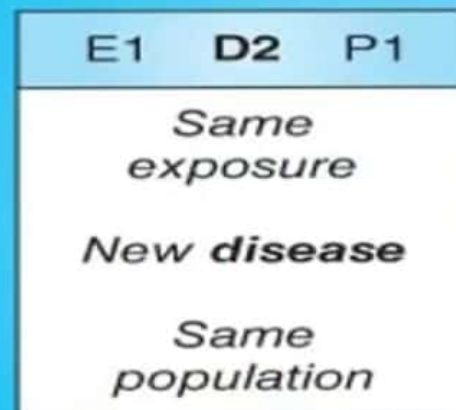 E1 D2 P1
Same
exposure
New disease
Same
population